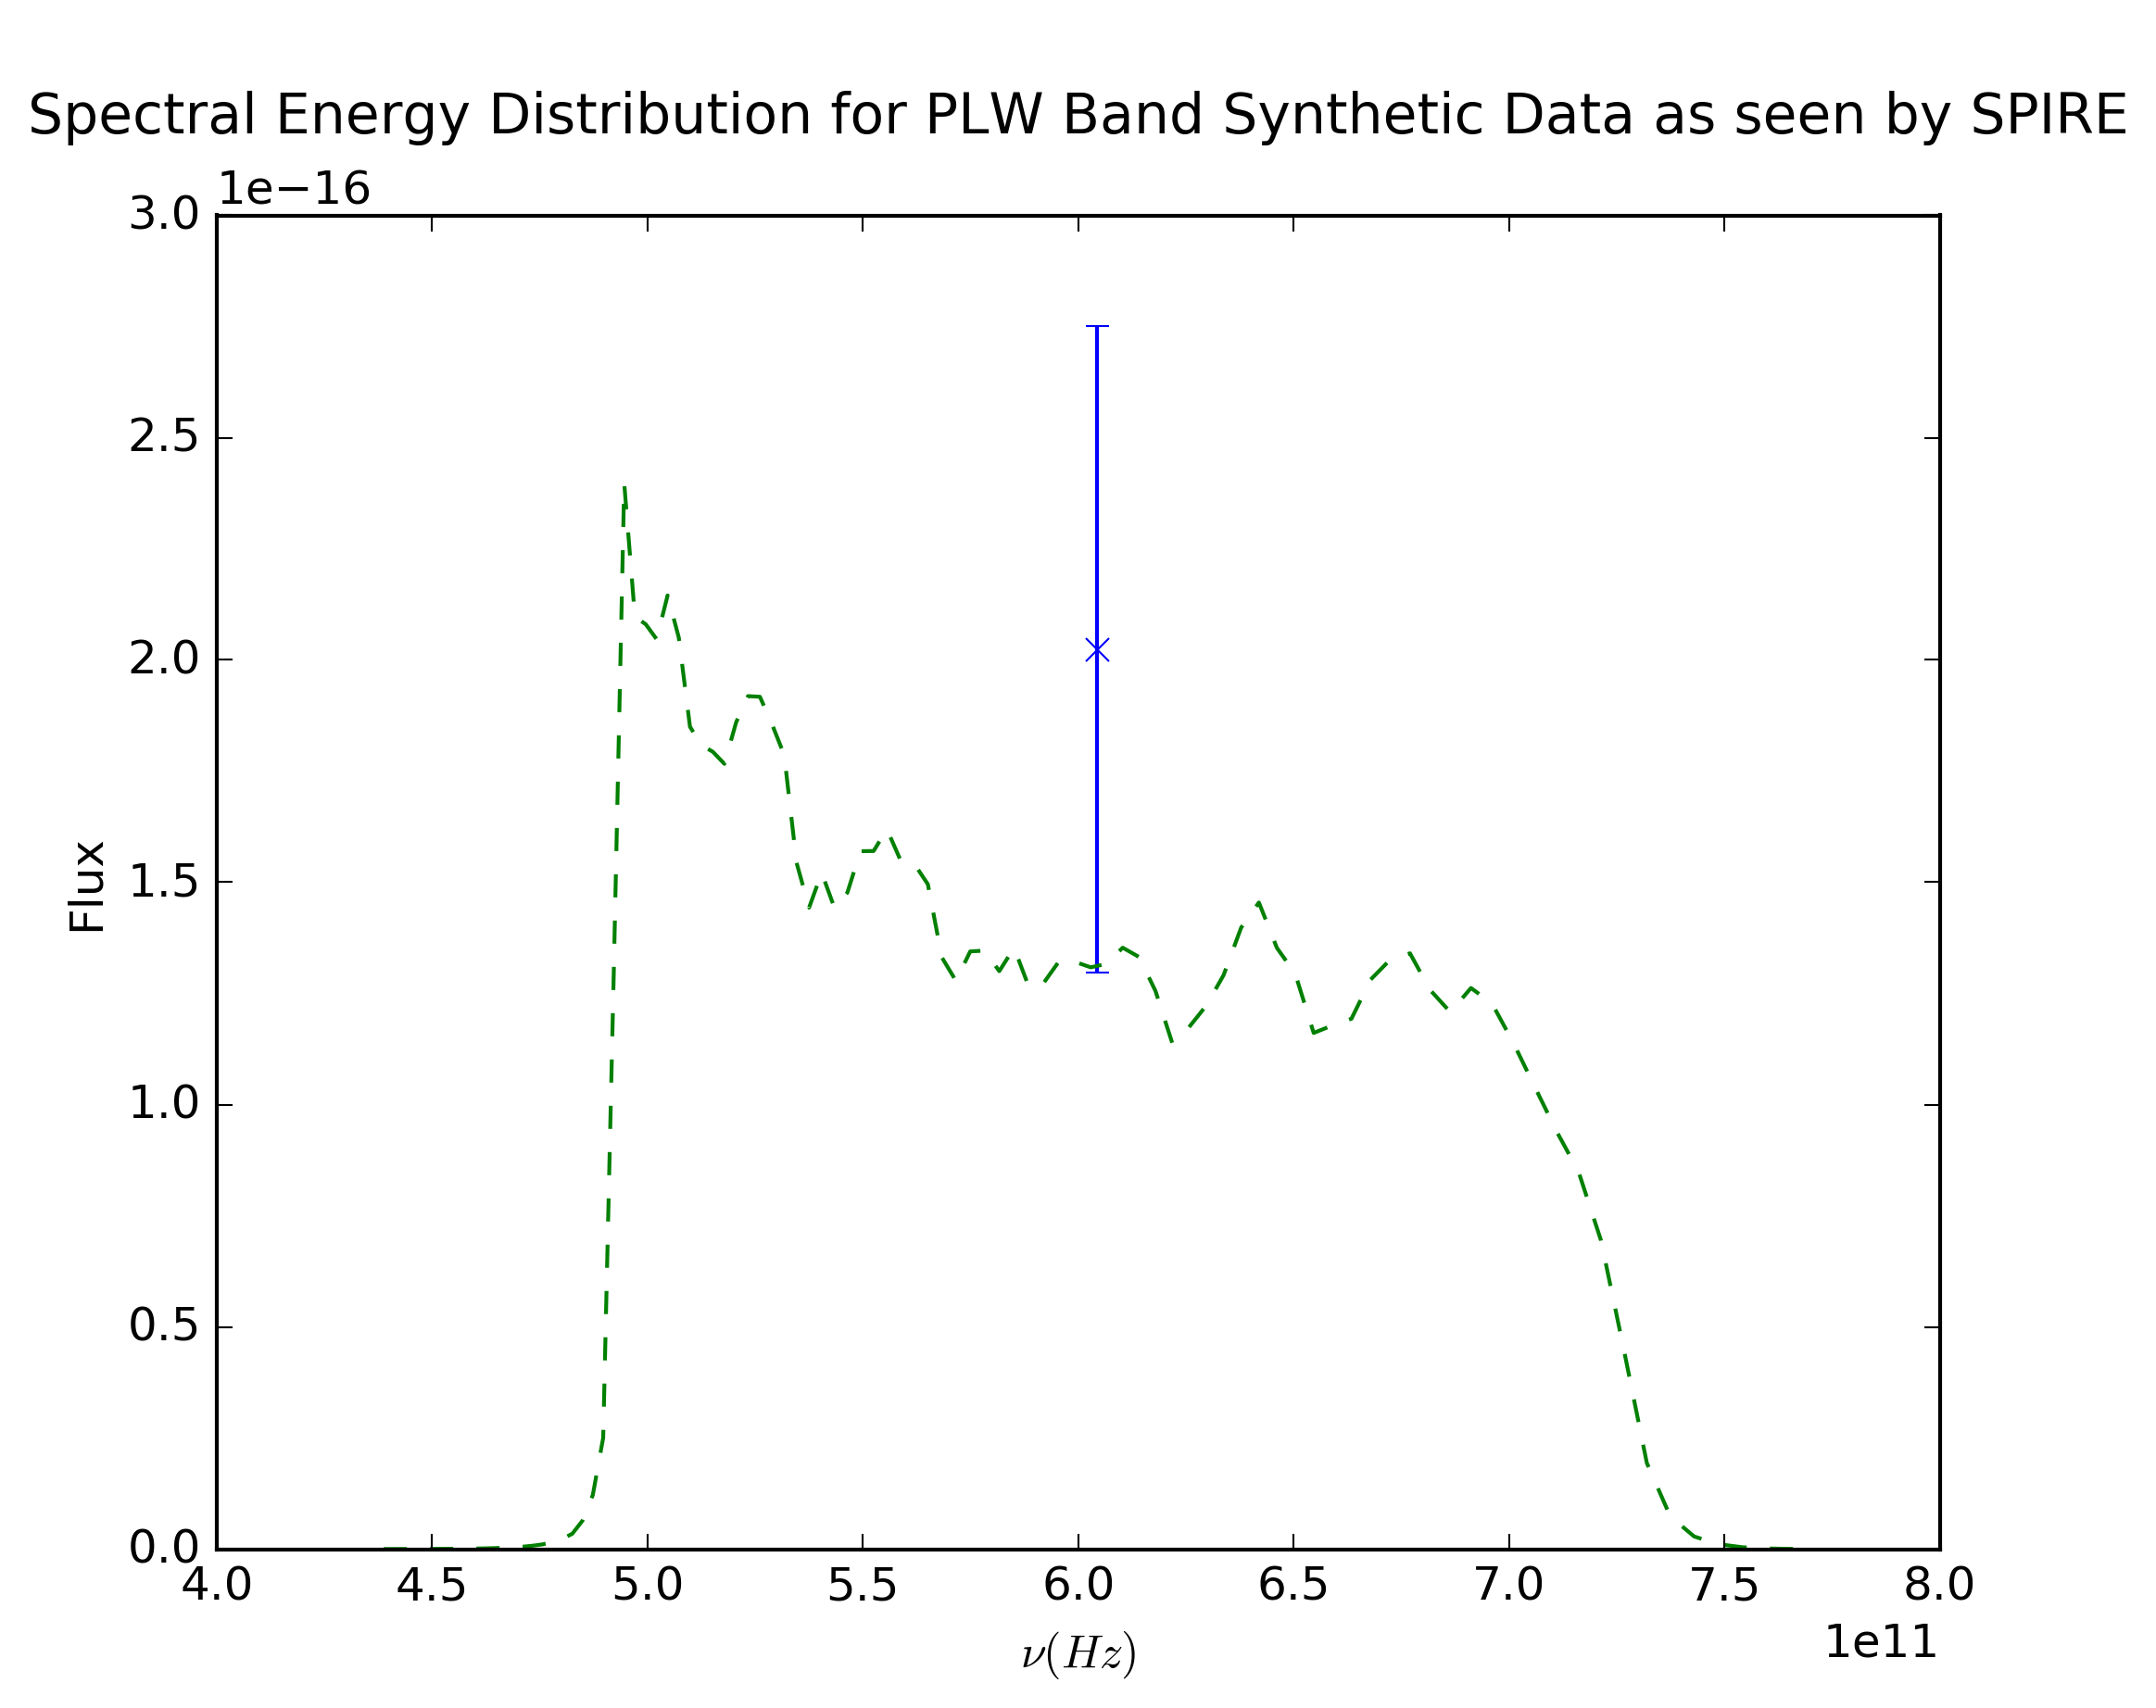 Spectral Energy Distribution for PLW Band Synthetic Data as seen by SPIRE
1e−16
3.0
2.5
2.0
1.5
1.0
0.5
0.0
Flux
4.0 4.5 5.0 5.5 6.0 6.5 7.0 7.5 8.0
1e11
ν(Hz)